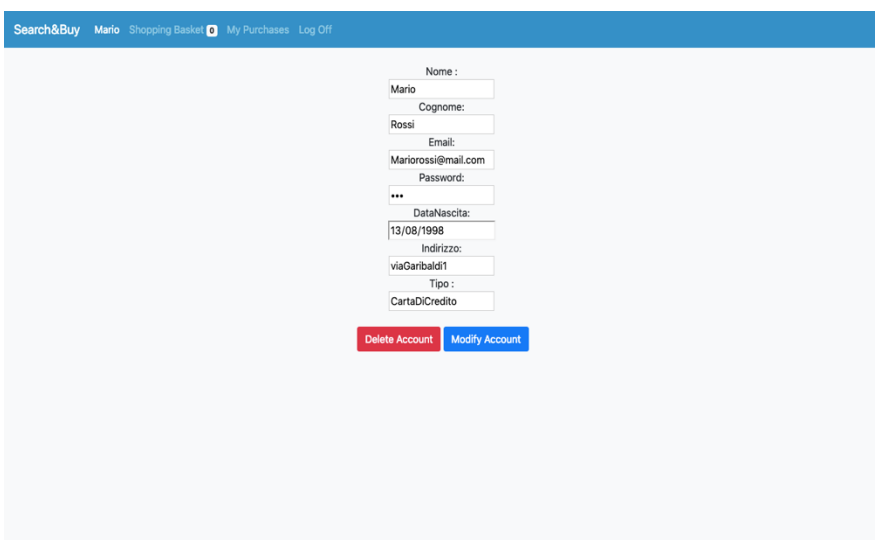 Search&Buy Mario Shopping Basket 0 My Purchases Log Off
Nome :
Mario
Cognome:
Rossi
Email:
Mariorossi@mail.com
Password:
•••
DataNascita:
13/08/1998
Indirizzo:
viaGaribaldi1
Tipo :
CartaDiCredito
Delete Account Modify Account